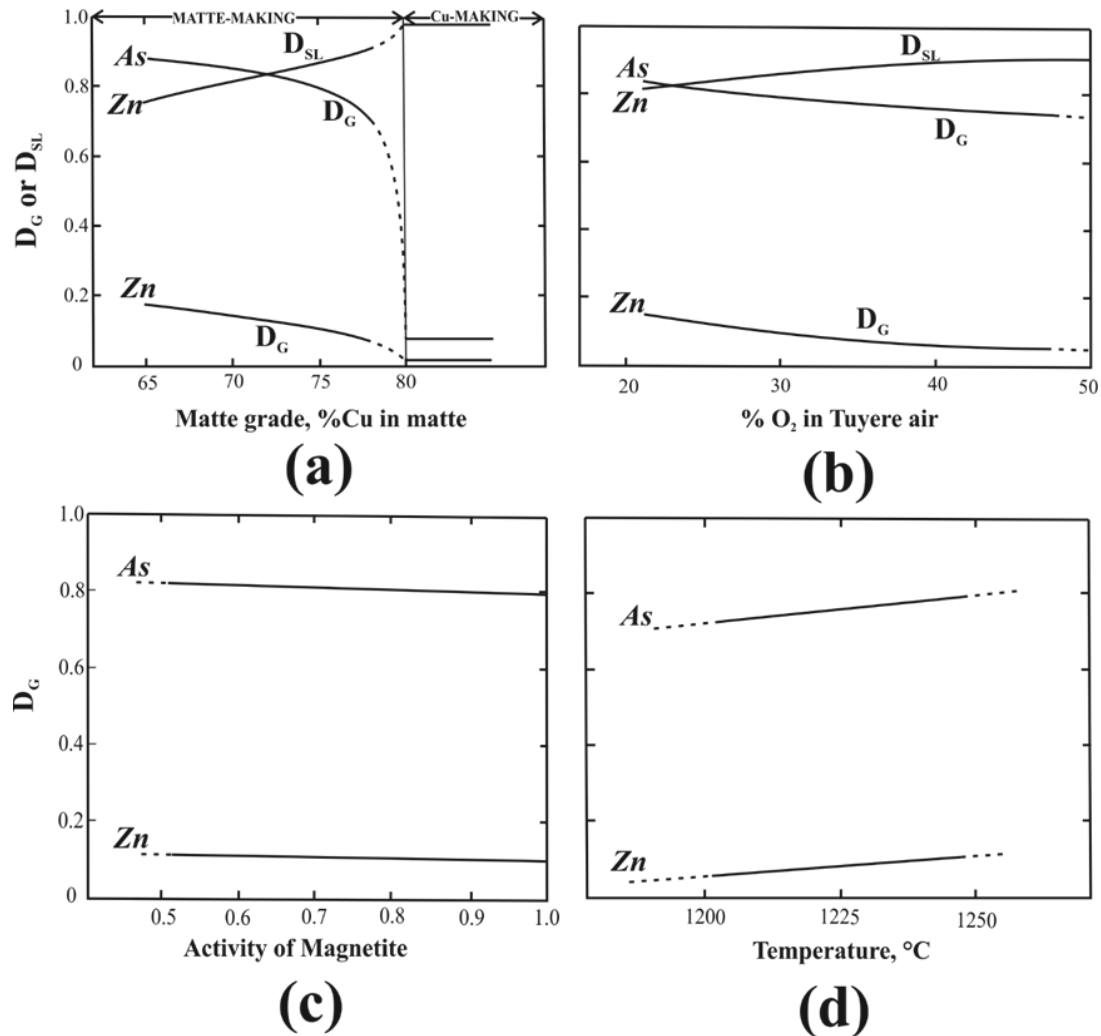 MATTE-MAKING Cu-MAKING
1.0
As
D_SL
0.8
Zn
D_G
0.6
D_G or D_SL
0.4
Zn
0.2
D_G
0
65 70 75 80 85
Matte grade, %Cu in matte
(a)
D_SL
As
Zn
D_G
Zn
D_G
20 30 40 50
% O₂ in Tuyere air
(b)
1.0
As
0.8
0.6
D_G
0.4
0.2
Zn
0
0.5 0.6 0.7 0.8 0.9 1.0
Activity of Magnetite
(c)
As
Zn
1200 1225 1250
Temperature, °C
(d)